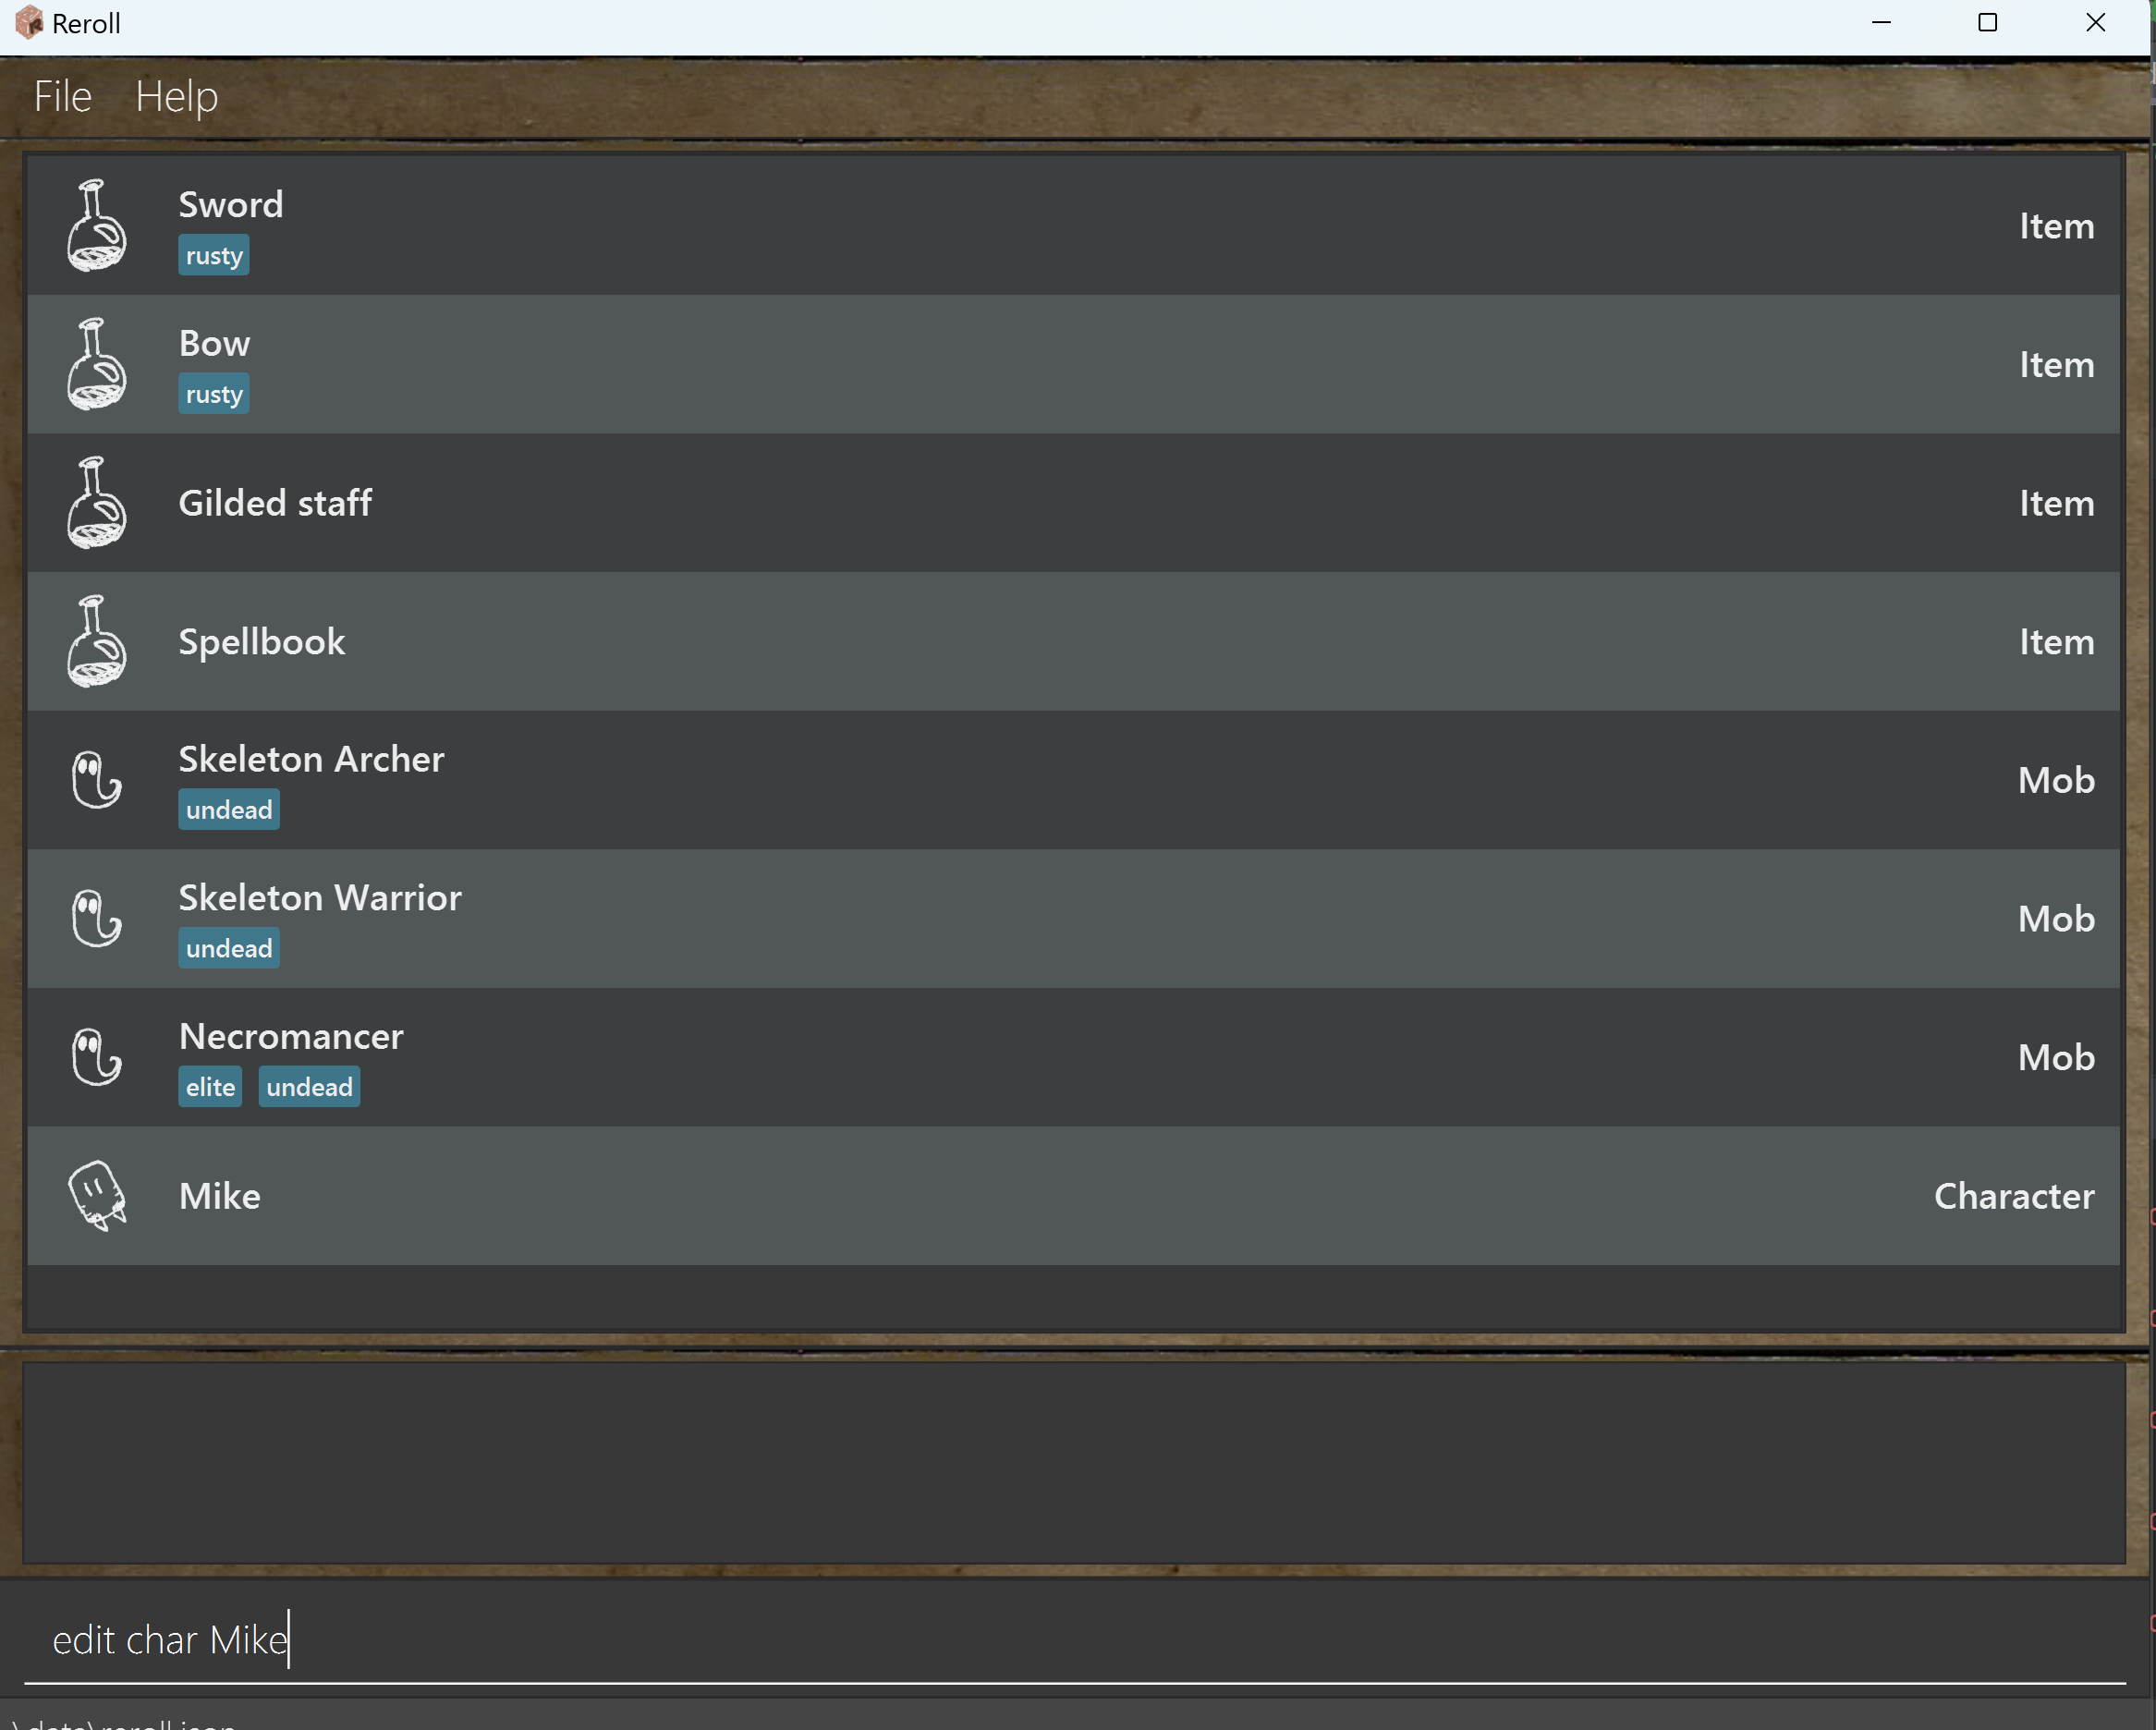 Reroll
File Help
Sword
rusty
Item
Bow
rusty
Item
Gilded staff
Item
Spellbook
Item
Skeleton Archer
undead
Mob
Skeleton Warrior
undead
Mob
Necromancer
elite undead
Mob
Mike
Character
edit char Mike